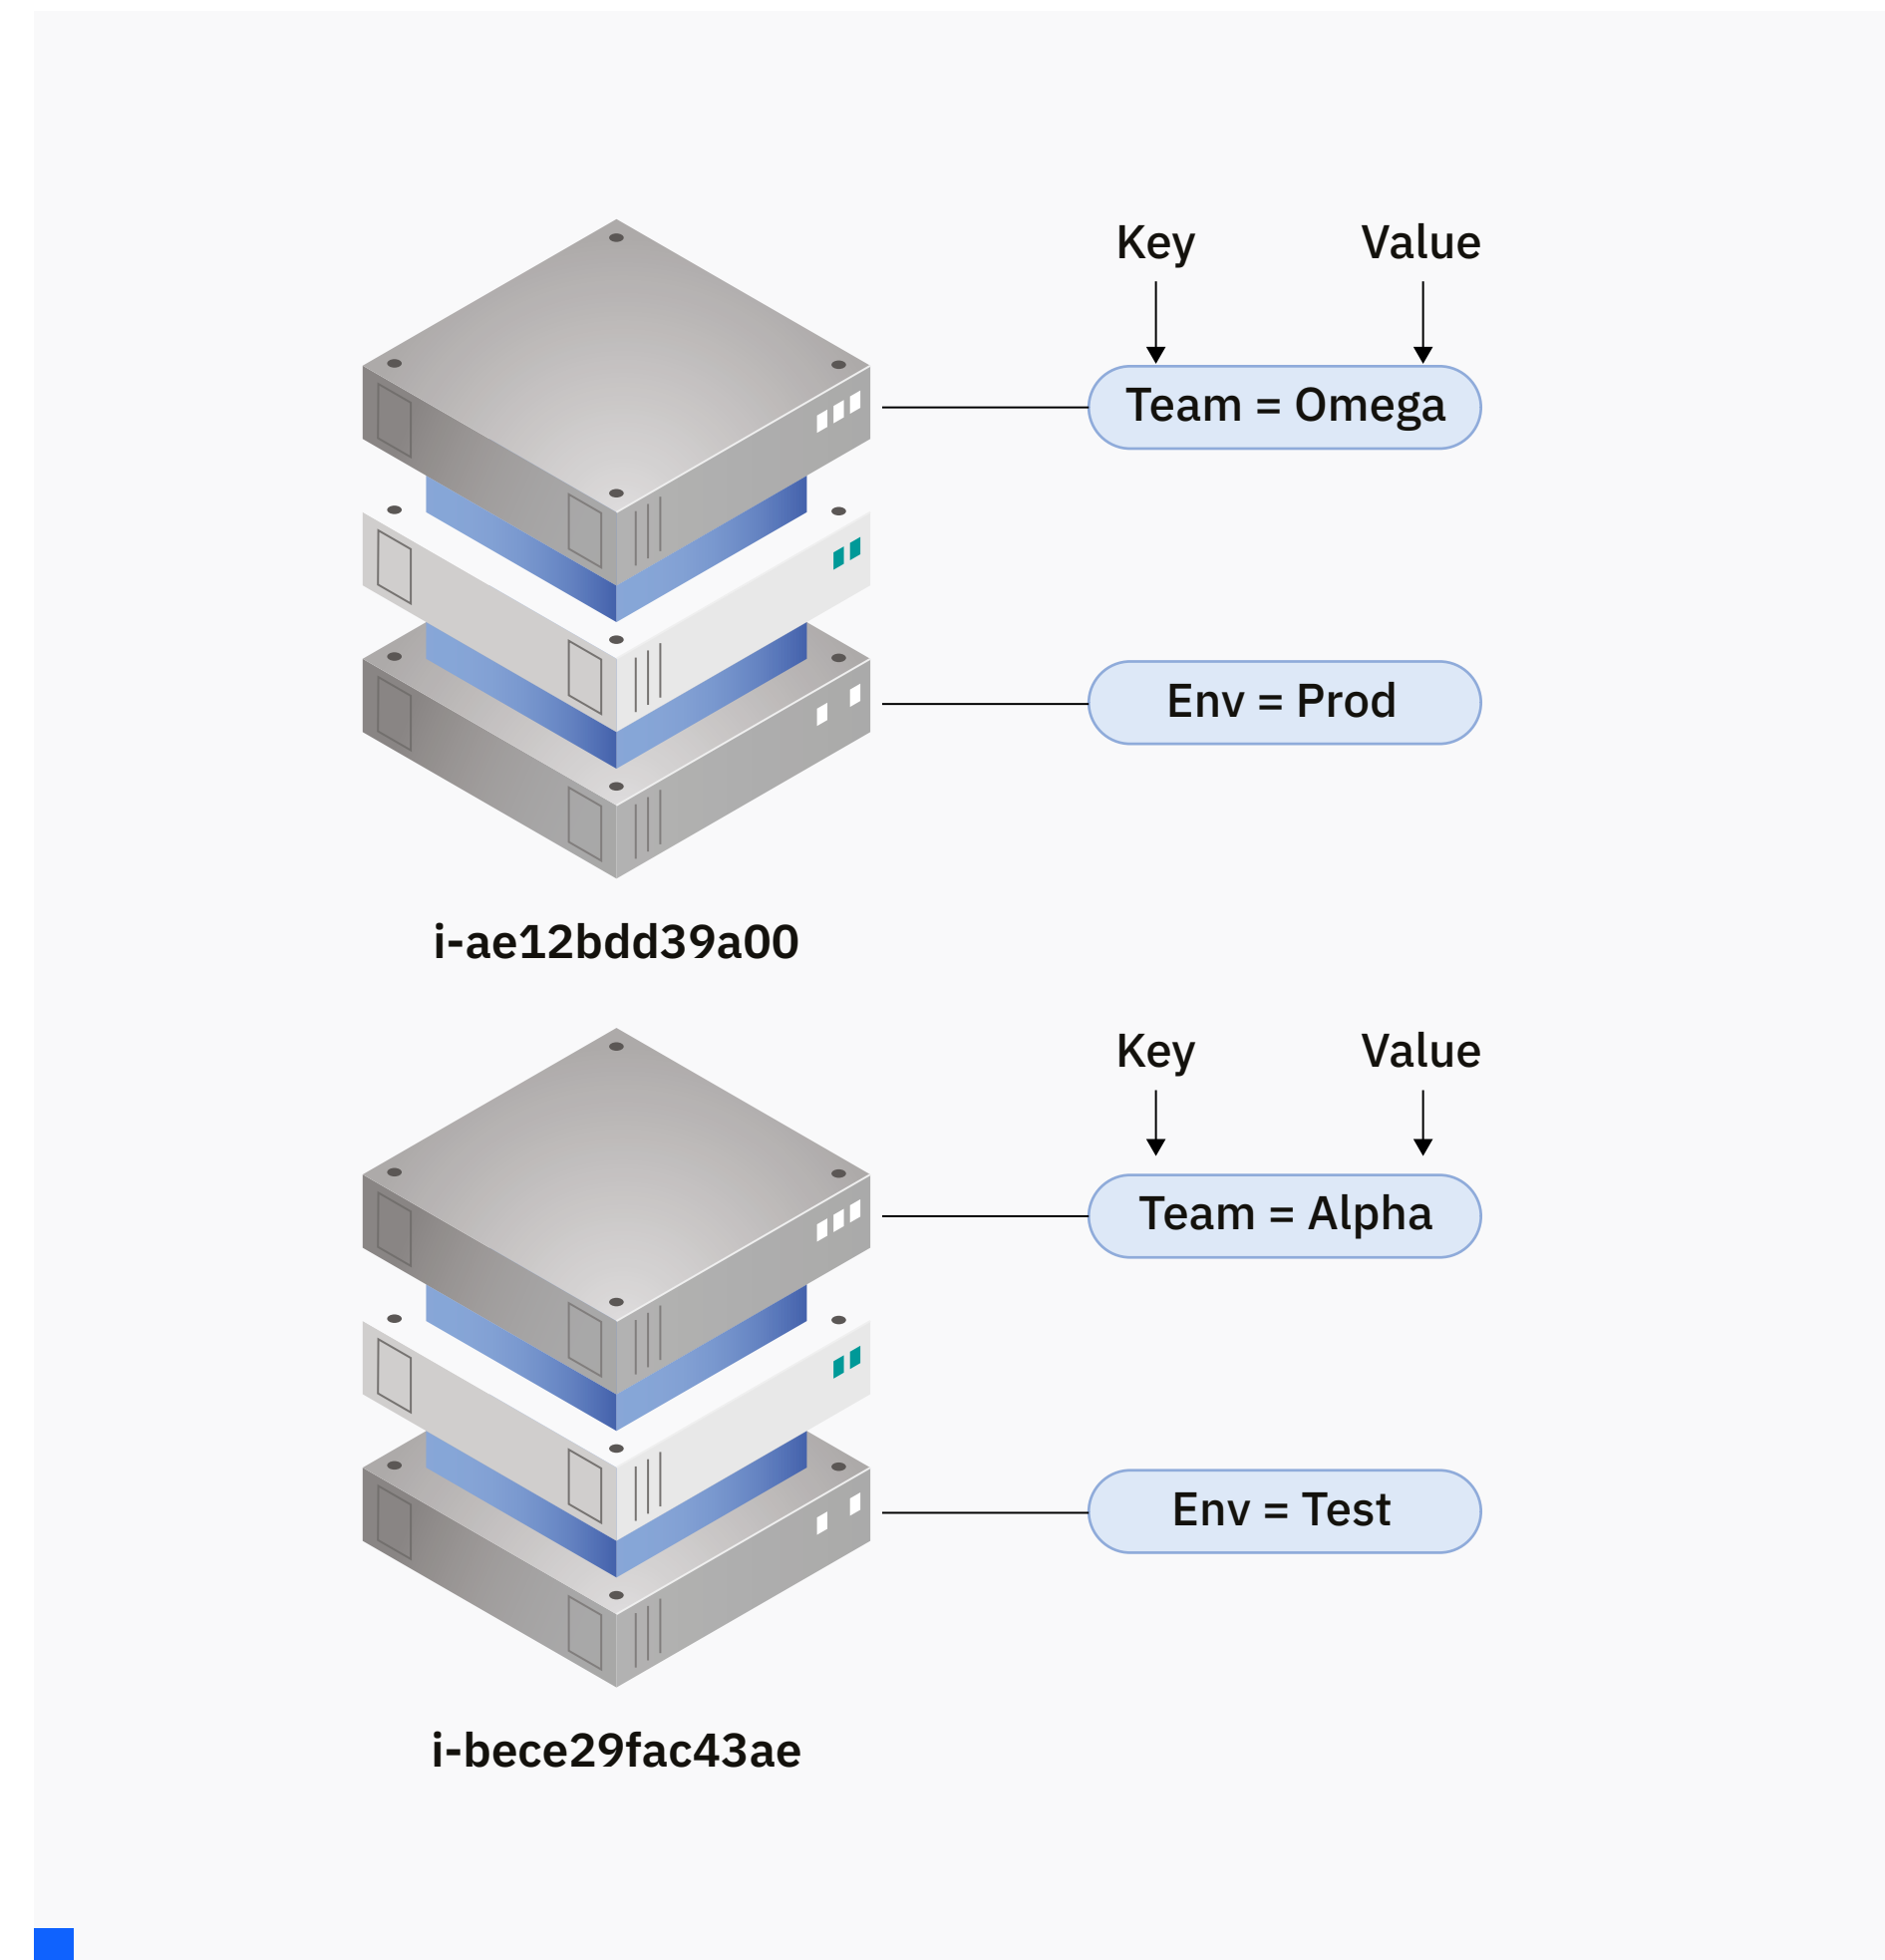 Key Value
Team = Omega
Env = Prod
i-ae12bdd39a00
Key Value
Team = Alpha
Env = Test
i-bece29fac43ae